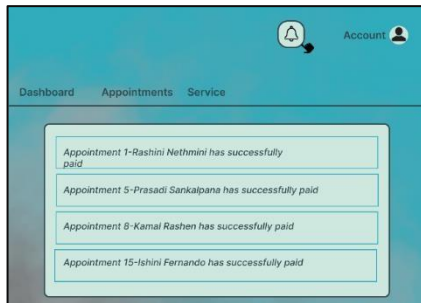 Account
Dashboard Appointments Service
Appointment 1-Rashini Nethmini has successfully
paid
Appointment 5-Prasadi Sankalpana has successfully paid
Appointment 8-Kamal Rashen has successfully paid
Appointment 15-Ishini Fernando has successfully paid